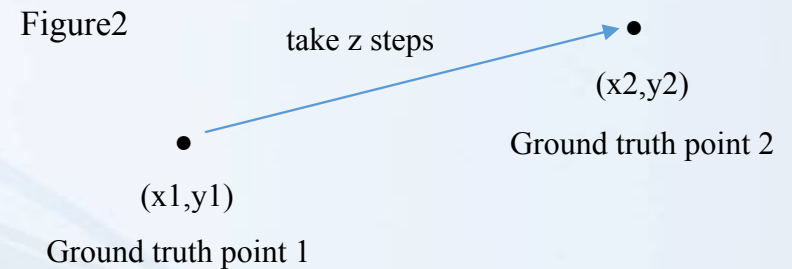 Figure2
take z steps
(x2,y2)
Ground truth point 2
(x1,y1)
Ground truth point 1